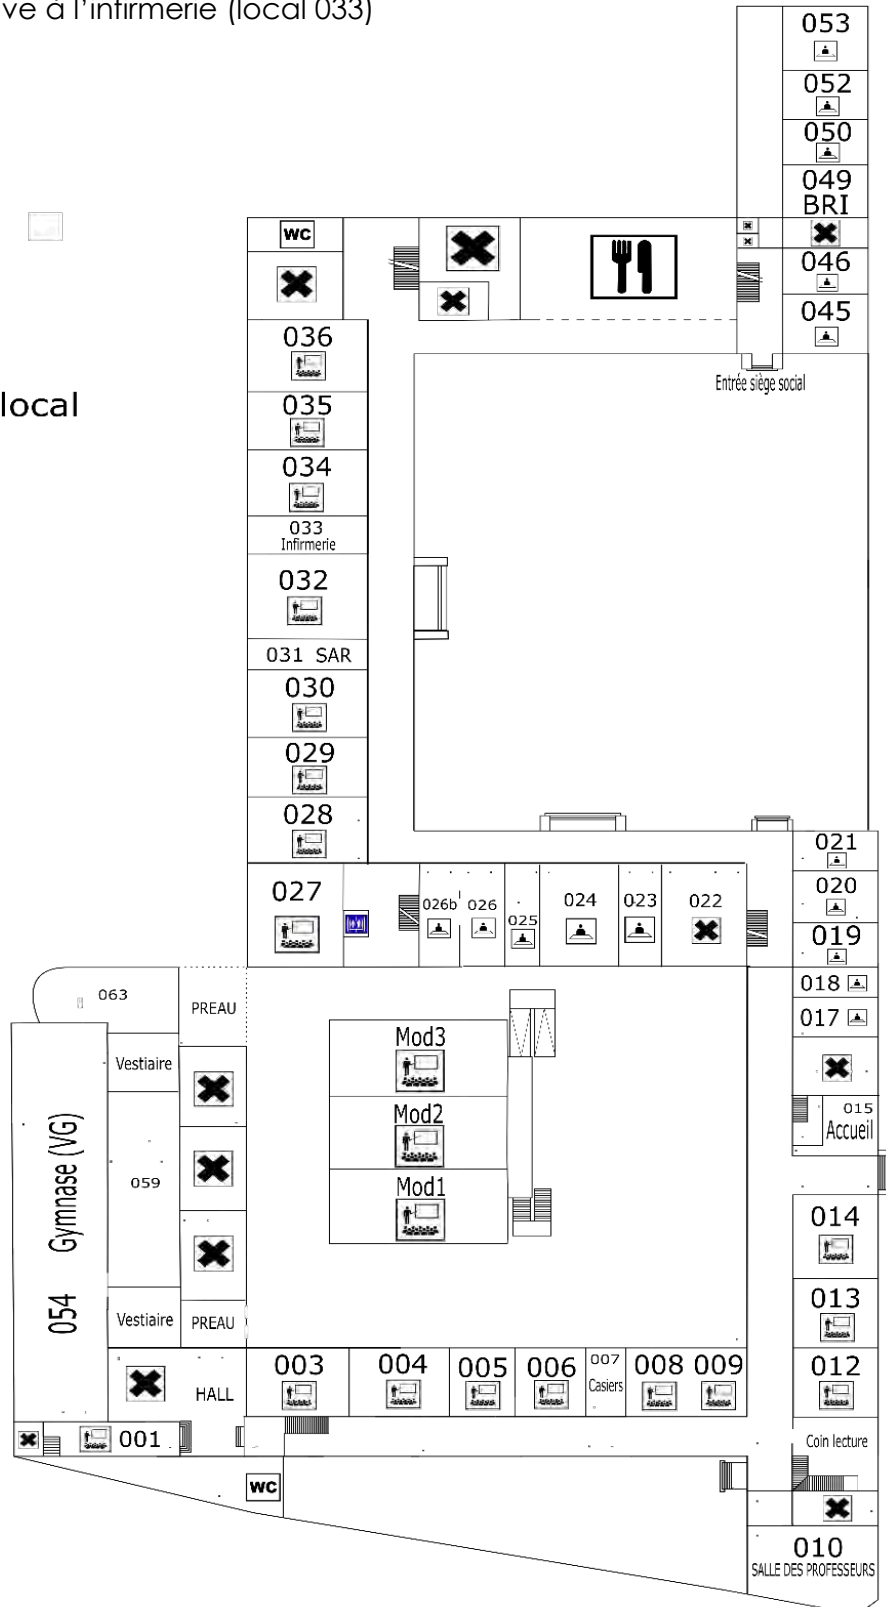 ve à l'infirmerie (local 033)
053
052
050
049
BRI
WC
046
045
036
Entrée siège social
local
035
034
033
Infirmerie
032
031 SAR
030
029
028
021
027
026b
026
025
024
023
022
020
019
018
017
063
PREAU
Mod3
Vestiaire
015
Accueil
Mod2
054 Gymnase (VG)
059
Mod1
014
013
Vestiaire
PREAU
003
004
005
006
007
Casiers
008
009
012
HALL
001
Coin lecture
WC
010
SALLE DES PROFESSEURS